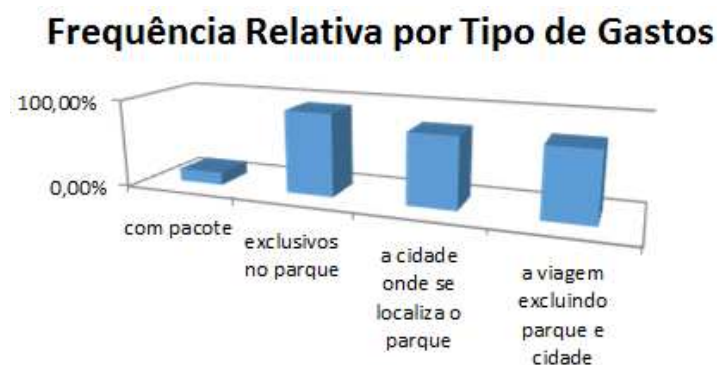 Frequência Relativa por Tipo de Gastos
100,00%
0,00%
com pacote
exclusivos
no parque
a cidade
onde se
localiza o
parque
a viagem
excluindo
parque e
cidade